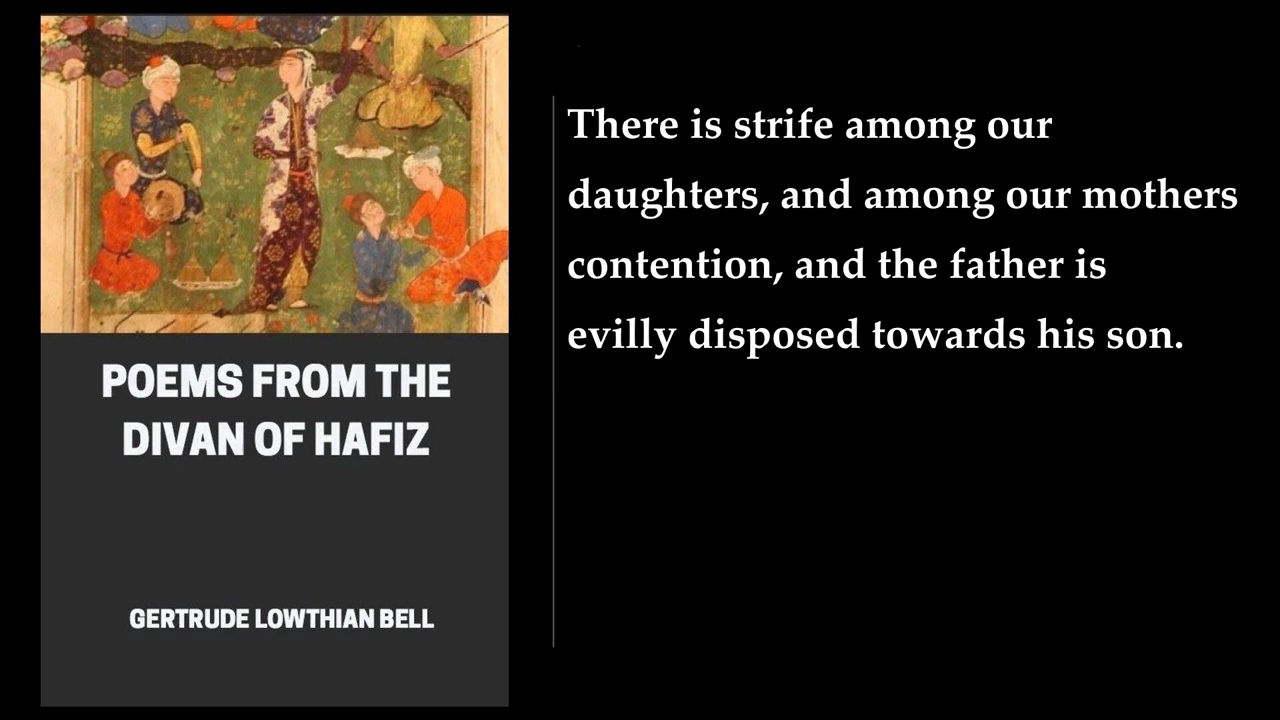 POEMS FROM THE
DIVAN OF HAFIZ
GERTRUDE LOWTHIAN BELL
There is strife among our
daughters, and among our mothers
contention, and the father is
evilly disposed towards his son.